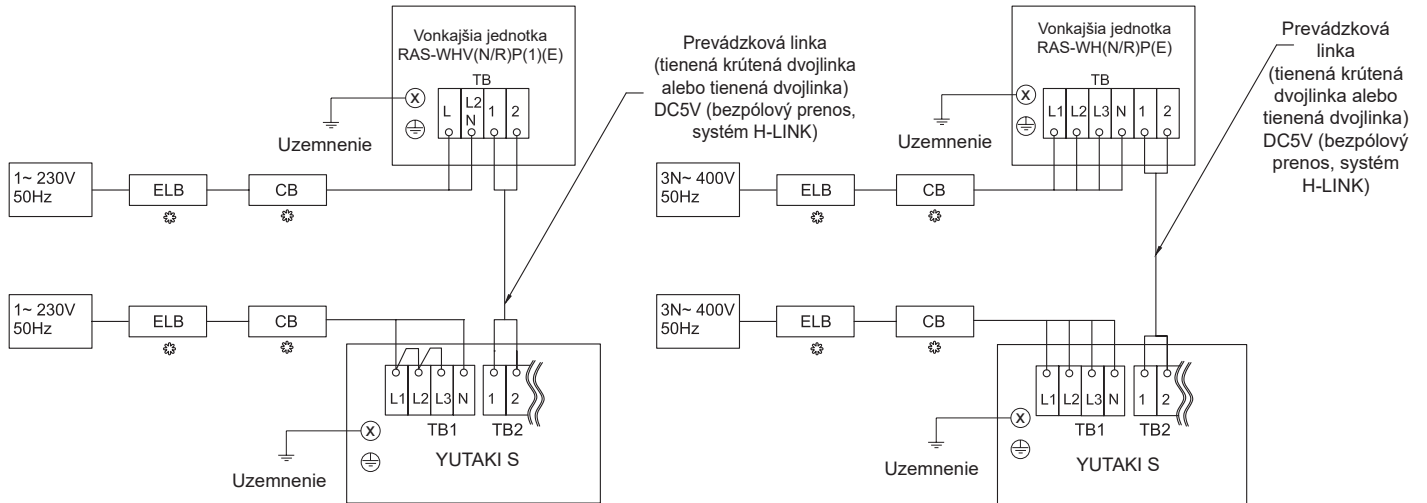 Vonkajšia jednotka
RAS-WHV(N/R)P(1)(E)
TB
L
L2
N
1
2
X
Uzemnenie
1~ 230V
50Hz
ELB
CB
Prevádzková linka
(tienená krútená dvojlinka
alebo tienená dvojlinka)
DC5V (bezpólový prenos,
systém H-LINK)
1~ 230V
50Hz
ELB
CB
L1
L2
L3
N
1
2
TB1
TB2
X
YUTAKI S
Uzemnenie
Vonkajšia jednotka
RAS-WH(N/R)P(E)
TB
L1
L2
L3
N
1
2
X
Uzemnenie
3N~ 400V
50Hz
ELB
CB
Prevádzková
linka
(tienená krútená
dvojlinka alebo
tienená dvojlinka)
DC5V (bezpólový
prenos, systém
H-LINK)
3N~ 400V
50Hz
ELB
CB
L1
L2
L3
N
1
2
TB1
TB2
X
YUTAKI S
Uzemnenie